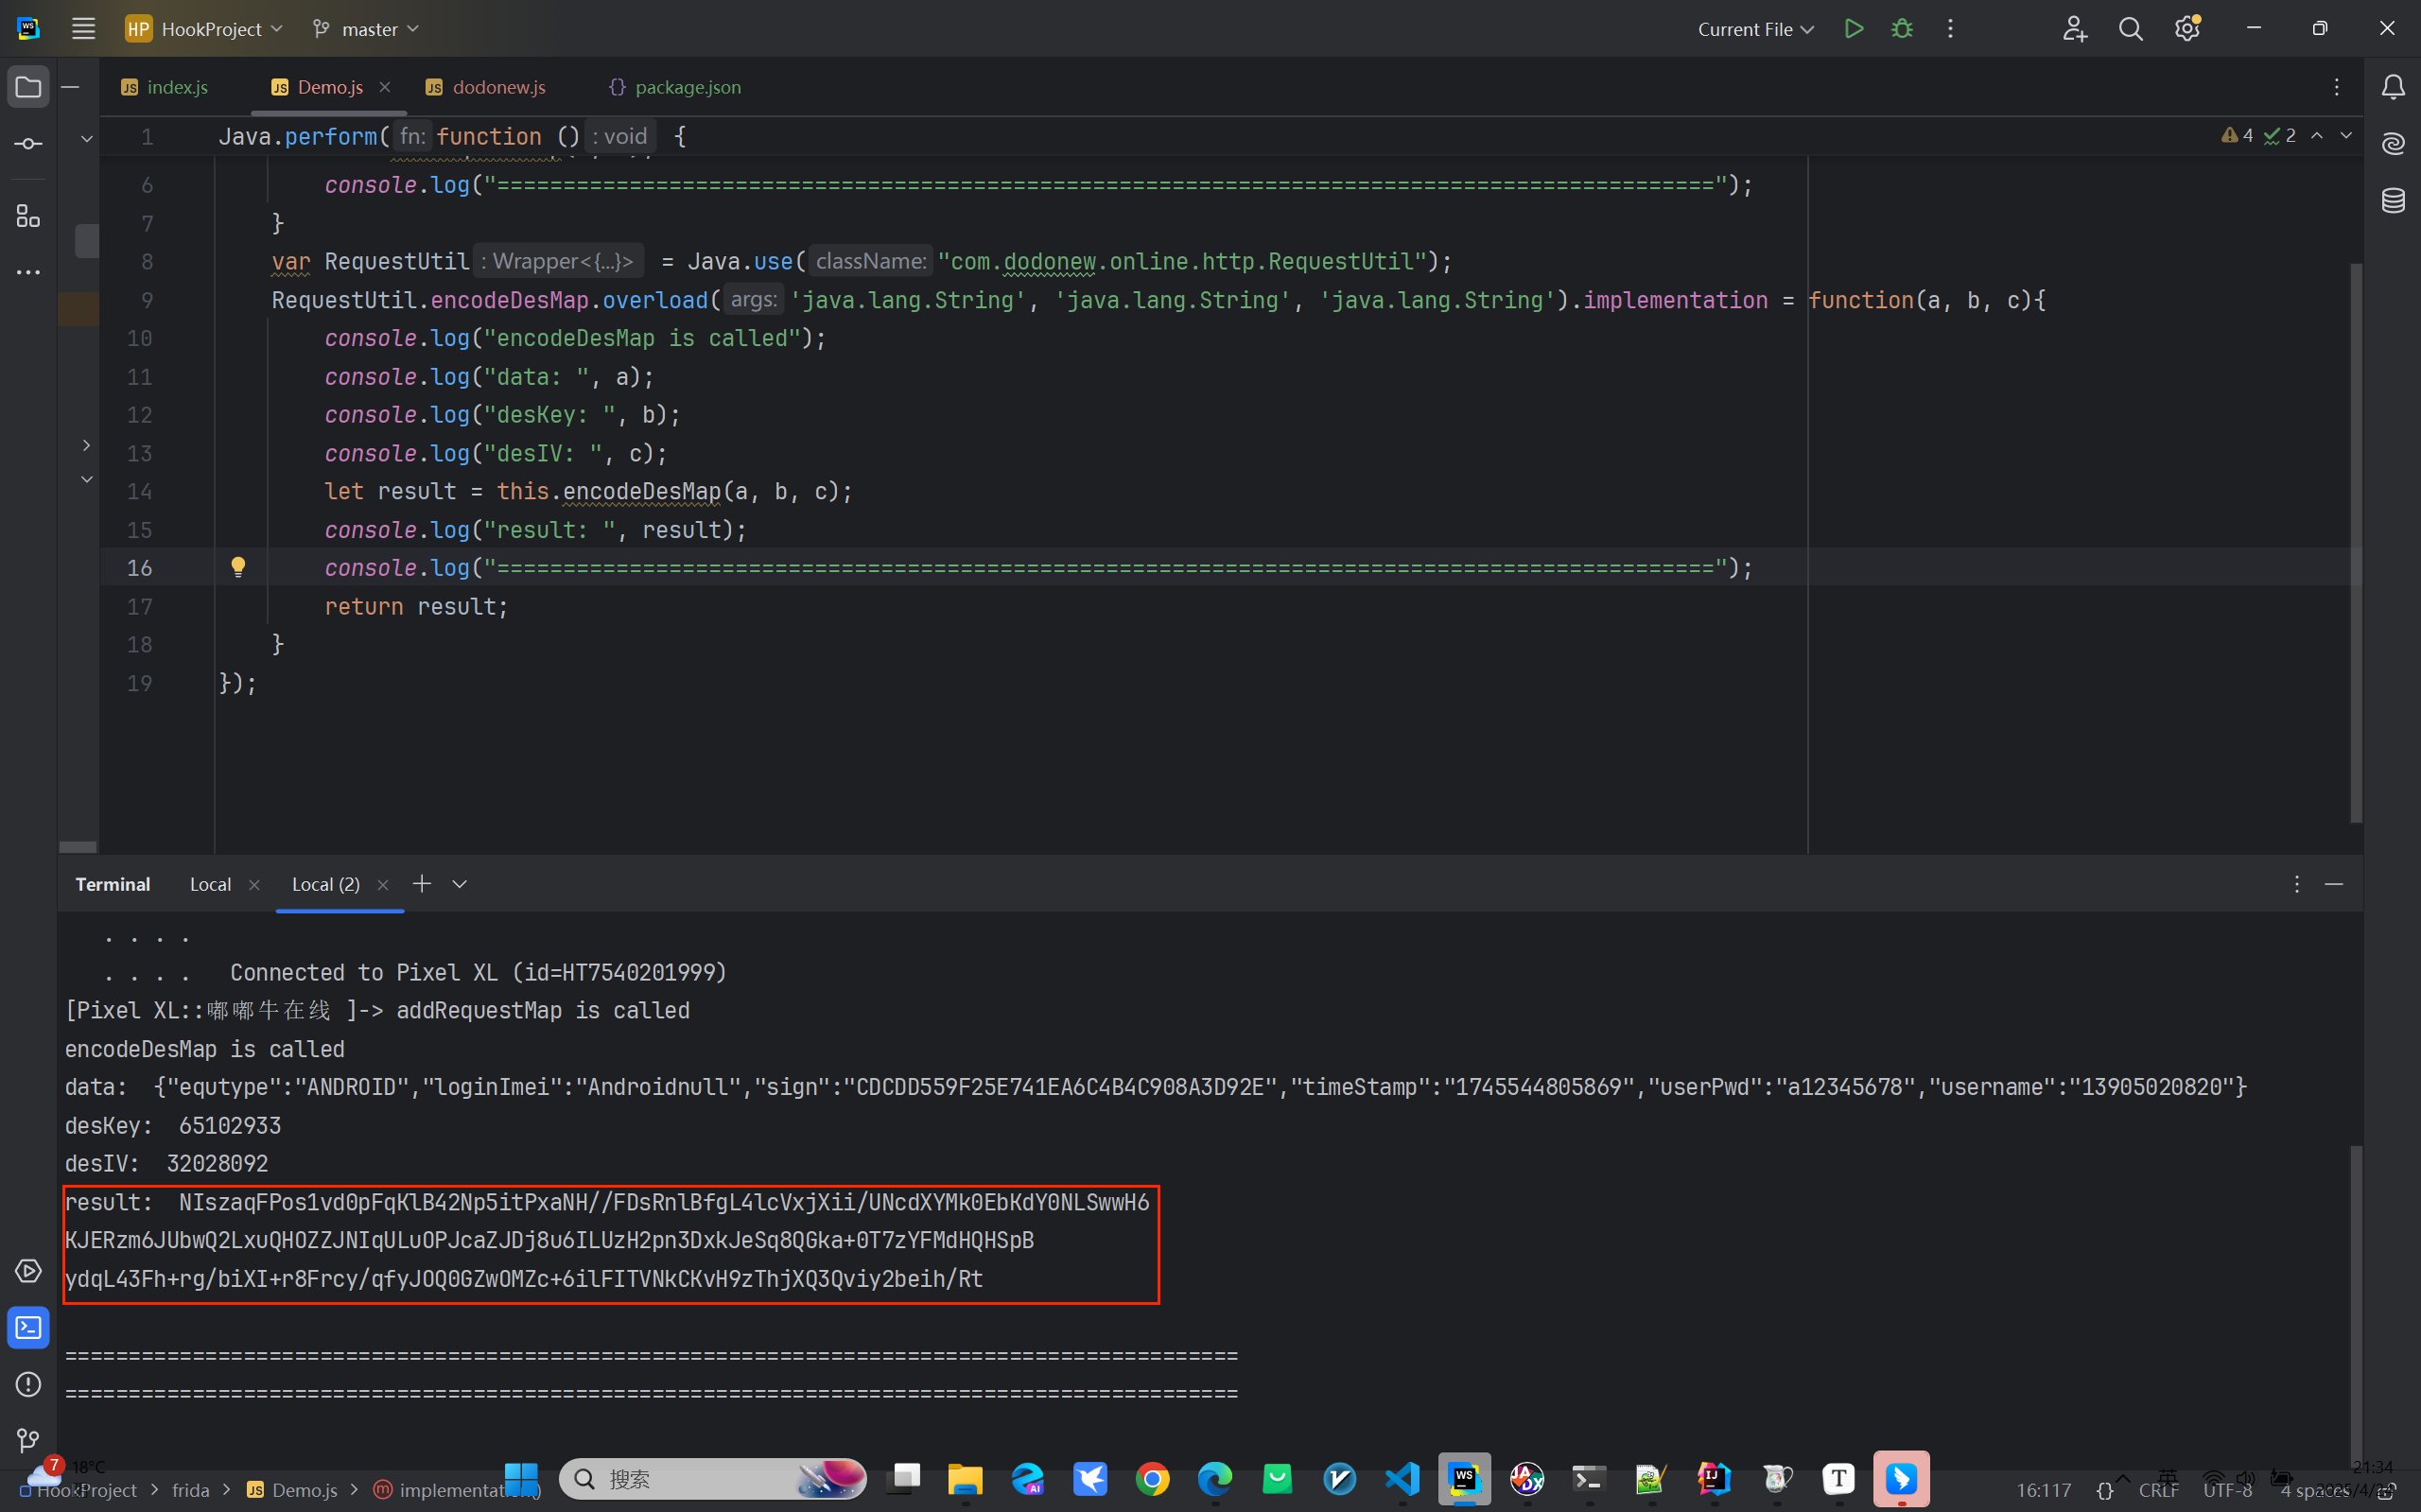 HP HookProject master Current File
index.js Demo.js dodonew.js package.json
1 Java.perform( fn: function () : void {
4 2
6 console.log("============================================================================================");
7 }
8 var RequestUtil : Wrapper<{...}> = Java.use( className: "com.dodonew.online.http.RequestUtil");
9 RequestUtil.encodeDesMap.overload( args: 'java.lang.String', 'java.lang.String', 'java.lang.String').implementation = function(a, b, c){
10 console.log("encodeDesMap is called");
11 console.log("data: ", a);
12 console.log("desKey: ", b);
13 console.log("desIV: ", c);
14 let result = this.encodeDesMap(a, b, c);
15 console.log("result: ", result);
16 console.log("============================================================================================");
17 return result;
18 }
19 });
Terminal Local Local (2)
. . . .
. . . . Connected to Pixel XL (id=HT7540201999)
[Pixel XL::嘟嘟牛在线 ]-> addRequestMap is called
encodeDesMap is called
data: {"equtype":"ANDROID","loginImei":"Androidnull","sign":"CDCDD559F25E741EA6C4B4C908A3D92E","timeStamp":"1745544805869","userPwd":"a12345678","username":"13905020820"}
desKey: 65102933
desIV: 32028092
result: NIszaqFPos1vd0pFqKlB42Np5itPxaNH//FDsRnlBfgL4lcVxjXii/UNcdXYMk0EbKdY0NLSwwH6
KJERzm6JUbwQ2LxuQHOZZJNIqULuOPJcaZJDj8u6ILUzH2pn3DxkJeSq8QGka+0T7zYFMdHQHSpB
ydqL43Fh+rg/biXI+r8Frcy/qfyJOQ0GZwOMZc+6ilFITVNkCKvH9zThjXQ3Qviy2beih/Rt
============================================================================================
============================================================================================
7 18°C
搜索
英 21:34
HookProject frida Demo.js implementation() 16:117 CRLF UTF-8 4 spaces